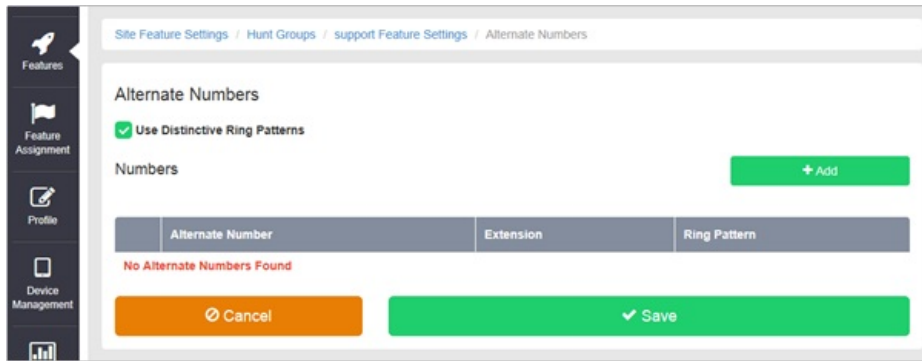 Site Feature Settings / Hunt Groups / support Feature Settings / Alternate Numbers
Features
Feature
Assignment
Profile
Device
Management
Alternate Numbers
Use Distinctive Ring Patterns
Numbers
+ Add
Alternate Number Extension Ring Pattern
No Alternate Numbers Found
Cancel
Save